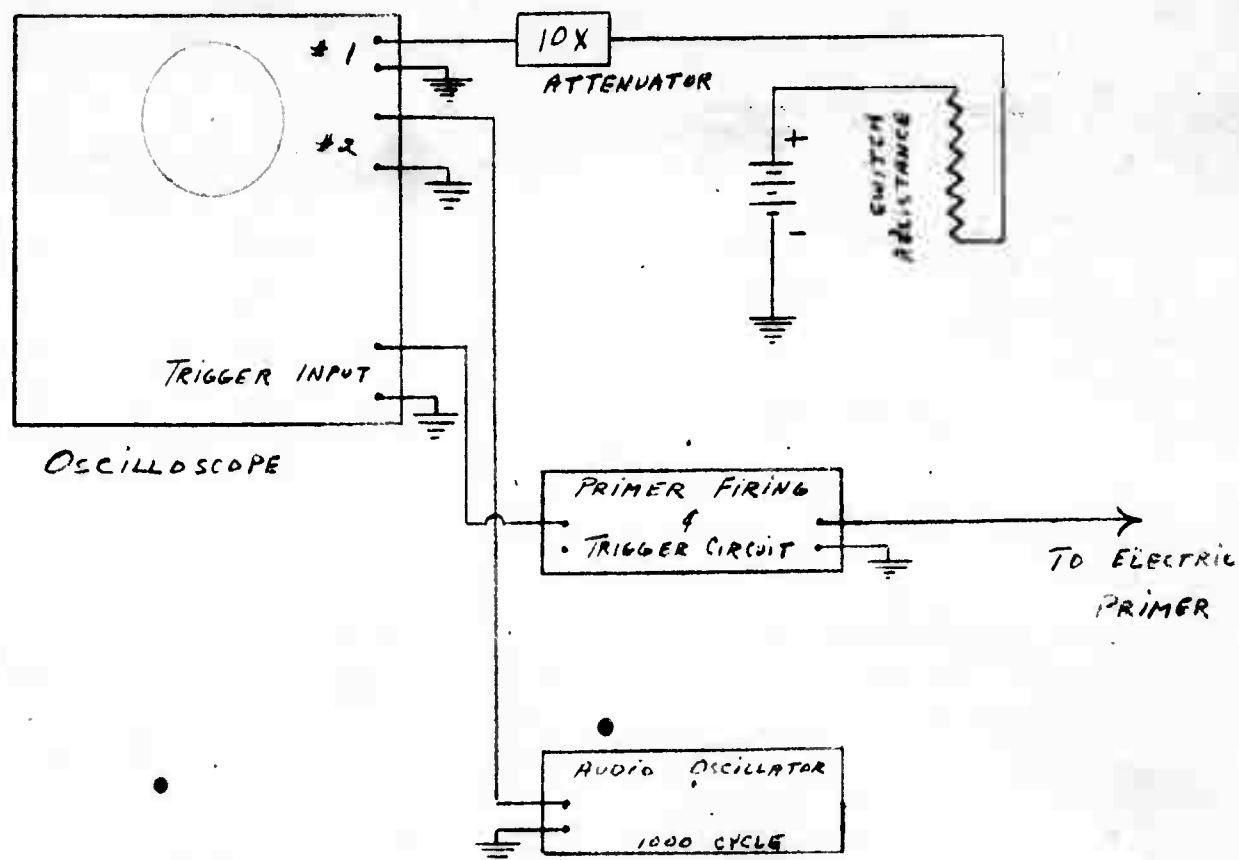 # 1
10X
ATTENUATOR
# 2
+
-
SWITCH
RESISTANCE
TRIGGER INPUT
OSCILLOSCOPE
PRIMER FIRING
&
TRIGGER CIRCUIT
TO ELECTRIC
PRIMER
AUDIO OSCILLATOR
1000 CYCLE